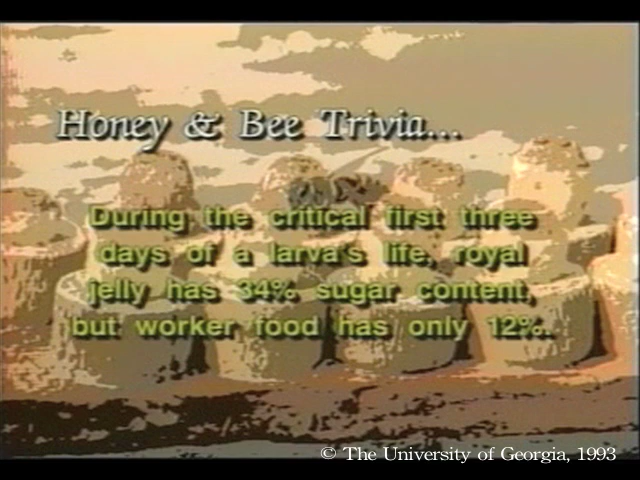 Honey & Bee Trivia...
During the critical first three
days of a larva's life, royal
jelly has 34% sugar content,
but worker food has only 12%.
© The University of Georgia, 1993